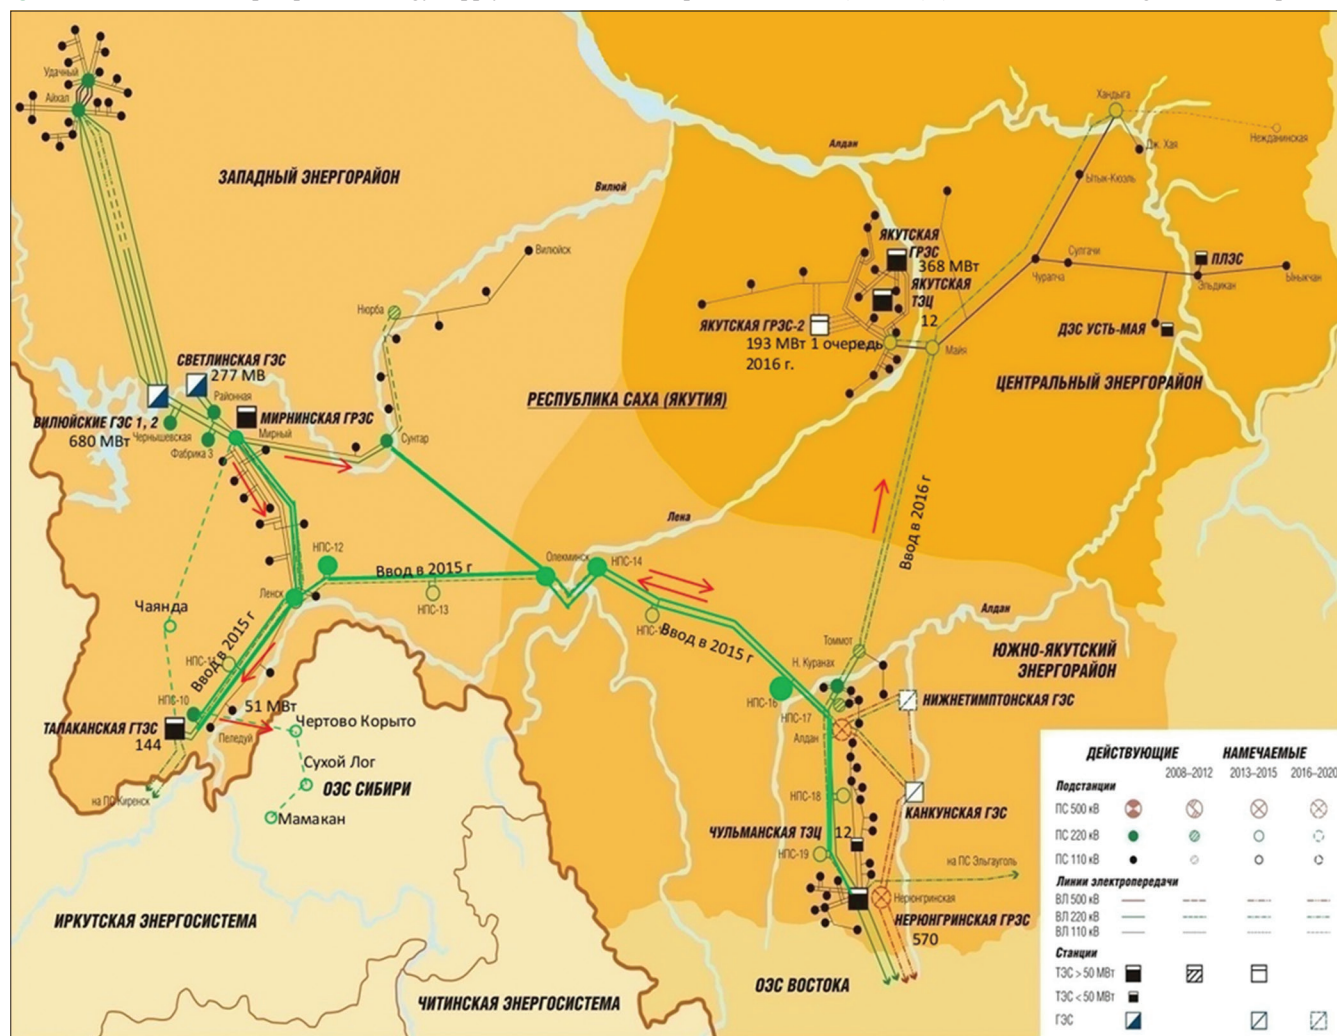 Удачный
Айхал
ЗАПАДНЫЙ ЭНЕРГОРАЙОН
Вилюй
Вилюйск
Нюрба
СВЕТЛИНСКАЯ ГЭС
277 МВ
Районная
МИРНИНСКАЯ ГРЭС
ВИЛЮЙСКИЕ ГЭС 1, 2
680 МВт
Чернышевская
Фабрика 3
Мирный
Сунтар
РЕСПУБЛИКА САХА (ЯКУТИЯ)
Хандыга
Нежданинская
Алдан
Дж. Хая
Ытык-Кюэль
ЯКУТСКАЯ
ГРЭС
368 МВт
ЯКУТСКАЯ
ТЭЦ
12
ЯКУТСКАЯ ГРЭС-2
193 МВт 1 очередь
2016 г.
Майя
Чурапча
Сулгачи
ПЛЭС
Эльдикан
Ыныкчан
ДЭС УСТЬ-МАЯ
ЦЕНТРАЛЬНЫЙ ЭНЕРГОРАЙОН
Лена
НПС-12
Ввод в 2015 г
Олекминск
НПС-14
НПС-13
Ленск
Чаянда
Ввод в 2015 г
НПС-10
51 МВт
ТАЛАКАНСКАЯ ГТЭС
144
Пеледуй
Чертово Корыто
Сухой Лог
ОЭС СИБИРИ
Мамакан
на ПС Киренск
Ввод в 2015 г
Ввод в 2016 г
Алдан
Томмот
Н. Куранах
НПС-16
НПС-17
Алдан
ЮЖНО-ЯКУТСКИЙ
ЭНЕРГОРАЙОН
НИЖНЕТИМПТОНСКАЯ ГЭС
КАНКУНСКАЯ ГЭС
НПС-18
ЧУЛЬМАНСКАЯ ТЭЦ
12
НПС-19
на ПС Эльгауголь
Нерюнгринская
НЕРЮНГРИНСКАЯ ГРЭС
570
ИРКУТСКАЯ ЭНЕРГОСИСТЕМА
ЧИТИНСКАЯ ЭНЕРГОСИСТЕМА
ОЭС ВОСТОКА
ДЕЙСТВУЮЩИЕ НАМЕЧАЕМЫЕ
2008–2012 2013–2015 2016–2020
Подстанции
ПС 500 кВ
ПС 220 кВ
ПС 110 кВ
Линии электропередачи
ВЛ 500 кВ
ВЛ 220 кВ
ВЛ 110 кВ
Станции
ТЭС > 50 МВт
ТЭС < 50 МВт
ГЭС